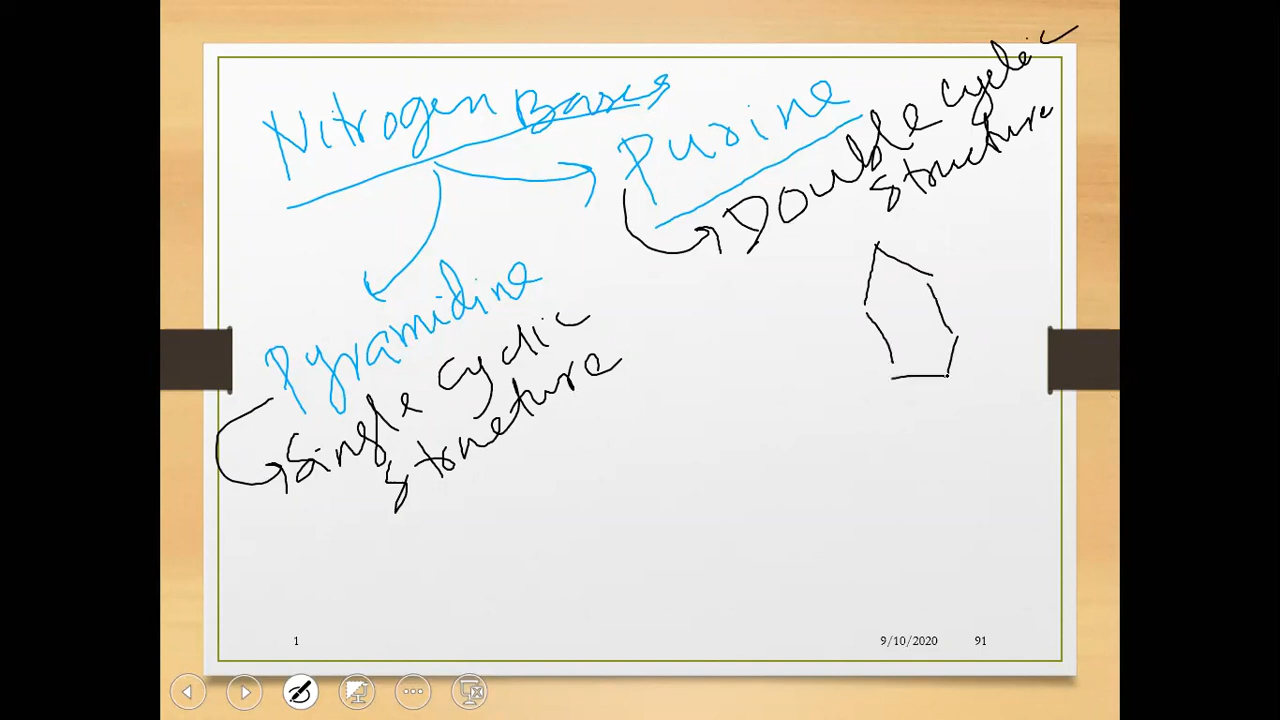 Nitrogen Bases
Purine
Double cyclic
structure
Pyramidine
Single cyclic
structure
1
9/10/2020
91